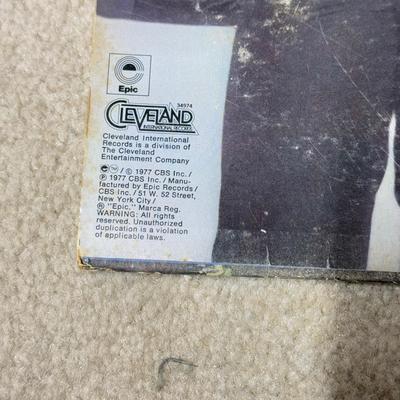 Epic
34974
CLEVELAND
INTERNATIONAL RECORDS
Cleveland International
Records is a division of
The Cleveland
Entertainment Company
/ © 1977 CBS Inc. /
℗ 1977 CBS Inc. / Manu-
factured by Epic Records /
CBS Inc. / 51 W. 52 Street,
New York City /
® "Epic," Marca Reg.
WARNING: All rights
reserved. Unauthorized
duplication is a violation
of applicable laws.